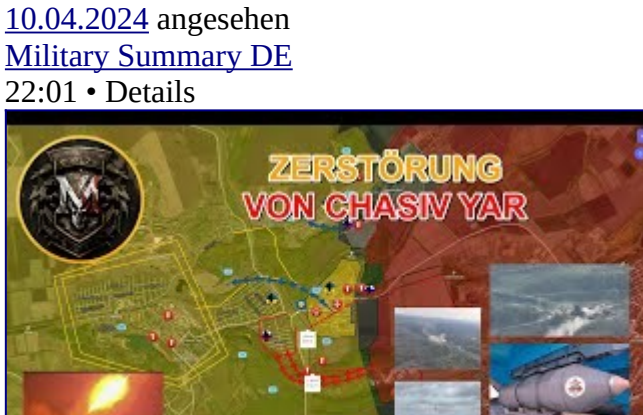 10.04.2024 angesehen
Military Summary DE
22:01 • Details
ZERSTÖRUNG
VON CHASIV YAR